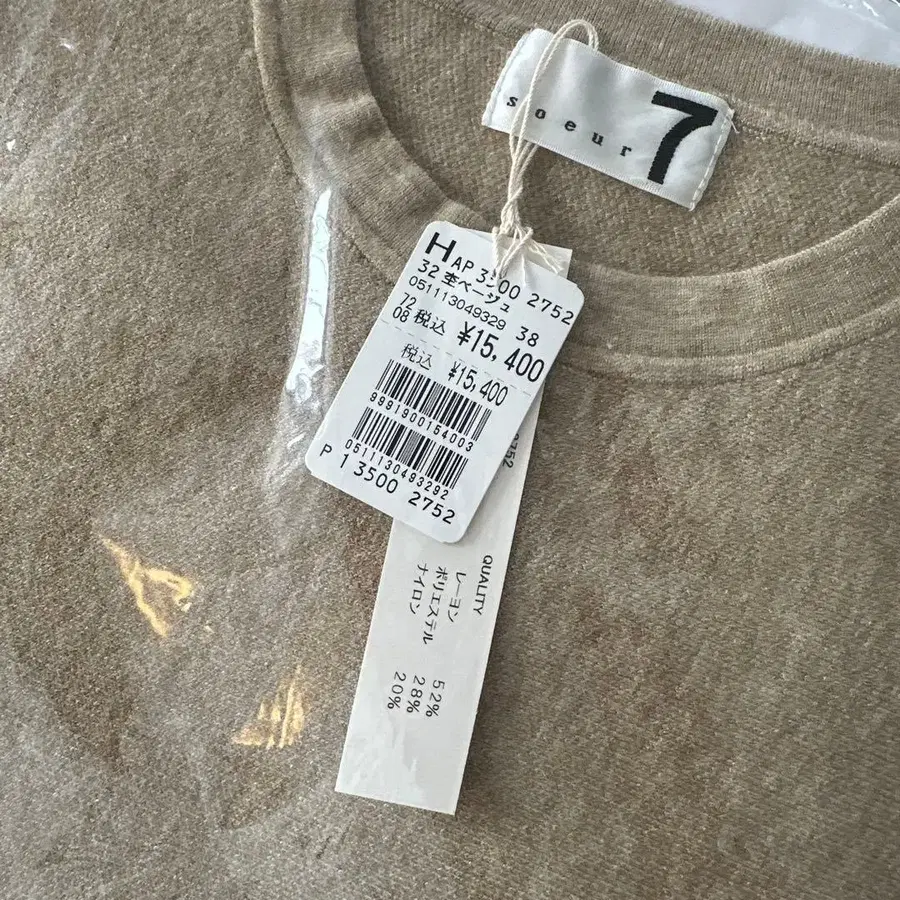 soeur 7
H AP 3500 2752
32 杢ベージュ
051113049329 38
72
08 税込 ¥15,400
税込 ¥15,400
9991900154003
0511130493292
P 1 3500 2752
QUALITY
レーヨン 52%
ポリエステル 28%
ナイロン 20%